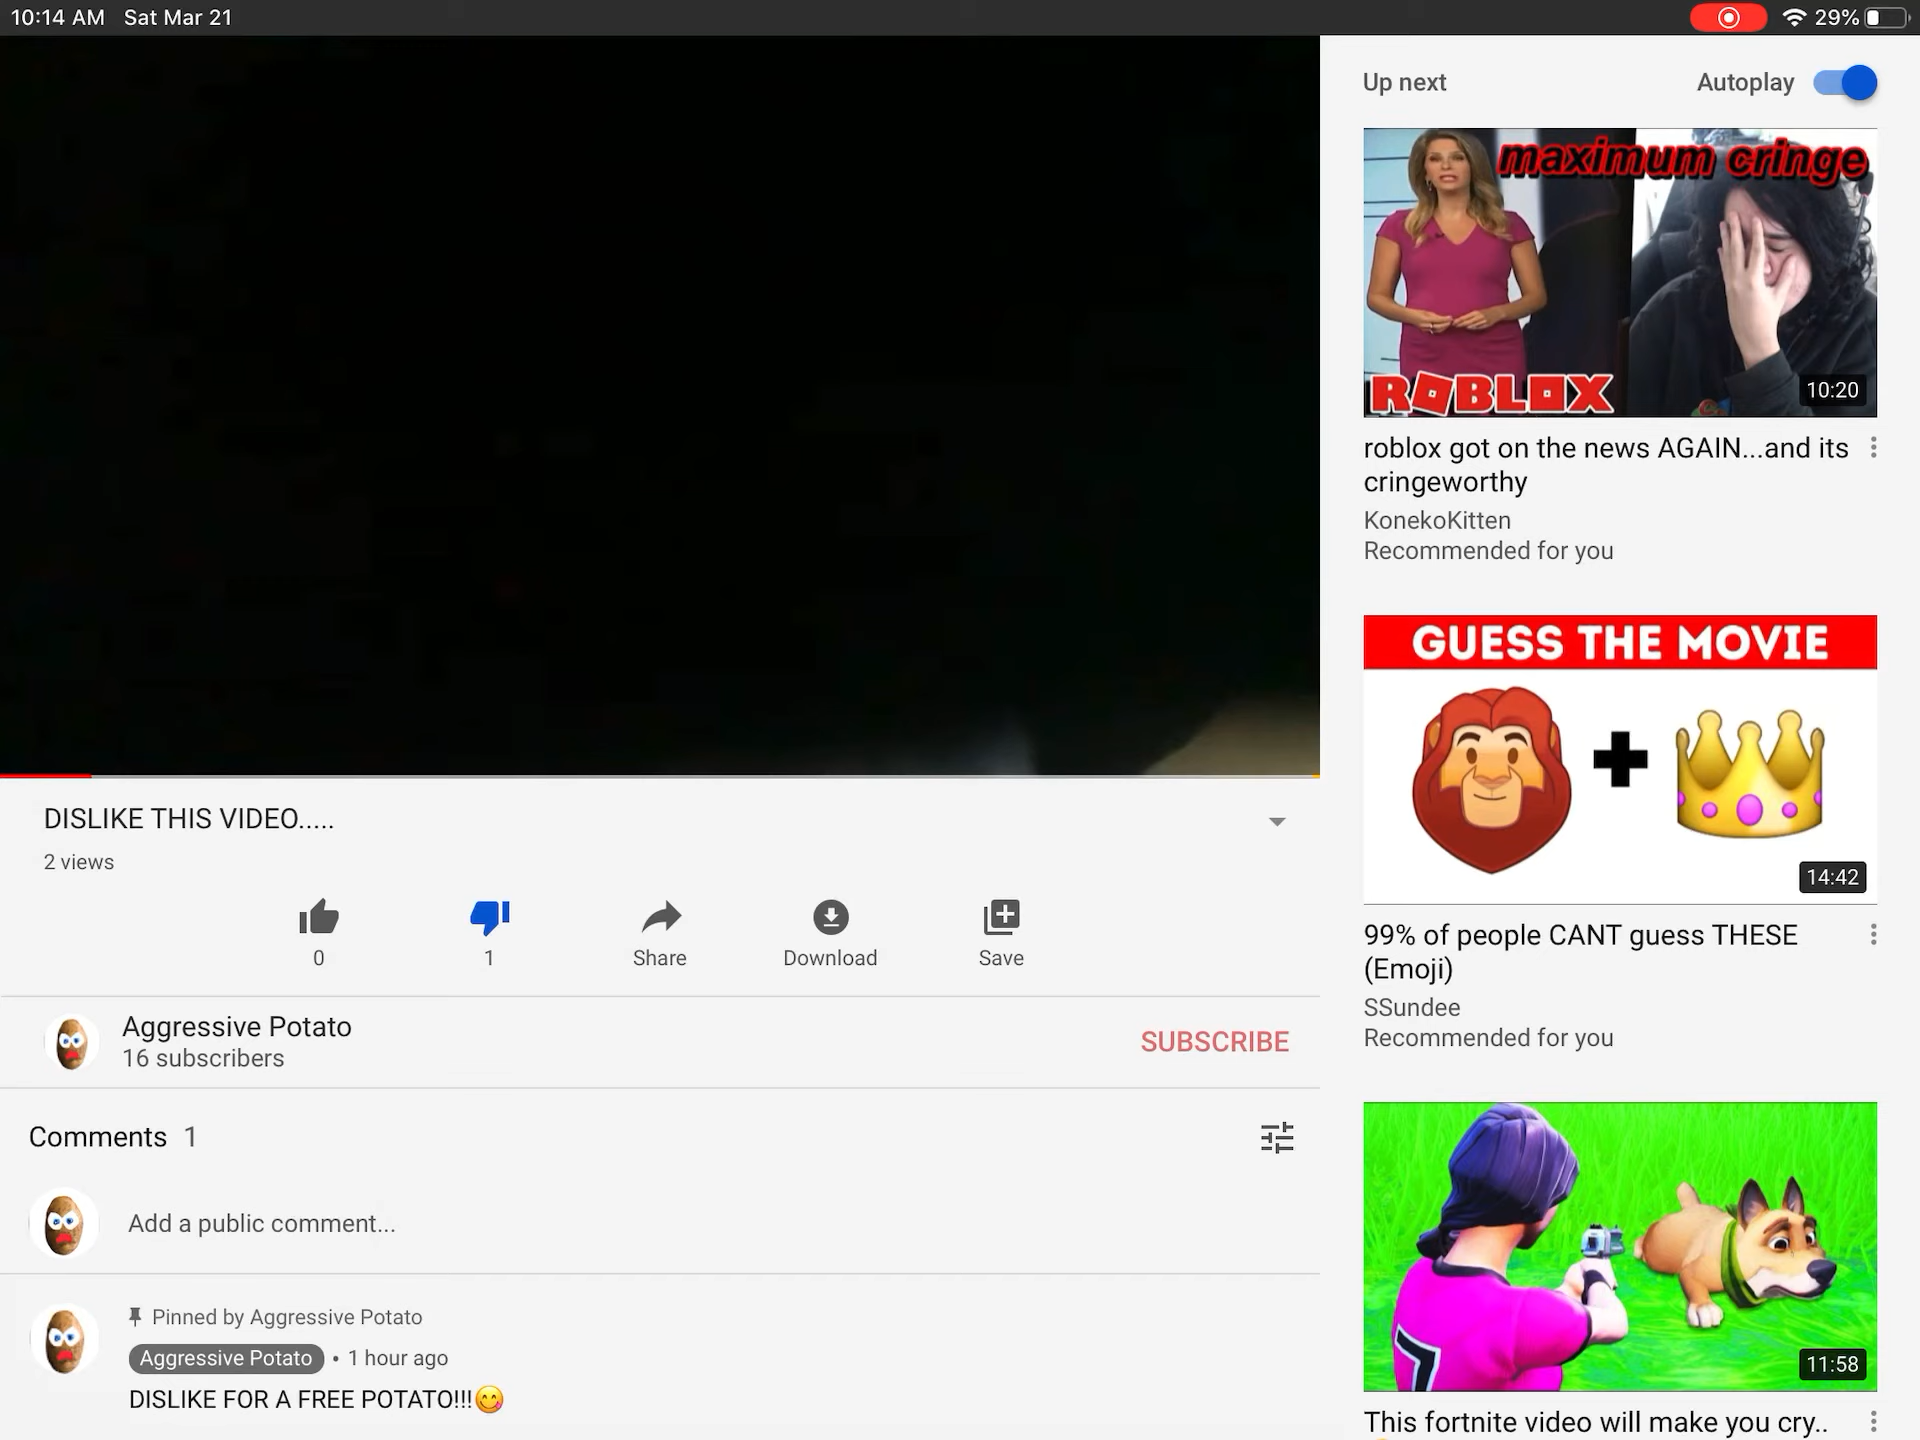 10:14 AM Sat Mar 21
29%
Up next
Autoplay
maximum cringe
ROBLOX
10:20
roblox got on the news AGAIN...and its
cringeworthy
KonekoKitten
Recommended for you
GUESS THE MOVIE
14:42
99% of people CANT guess THESE
(Emoji)
SSundee
Recommended for you
7
11:58
This fortnite video will make you cry..
DISLIKE THIS VIDEO.....
2 views
0
1
Share
Download
Save
Aggressive Potato
16 subscribers
SUBSCRIBE
Comments 1
Add a public comment...
Pinned by Aggressive Potato
Aggressive Potato • 1 hour ago
DISLIKE FOR A FREE POTATO!!!😋